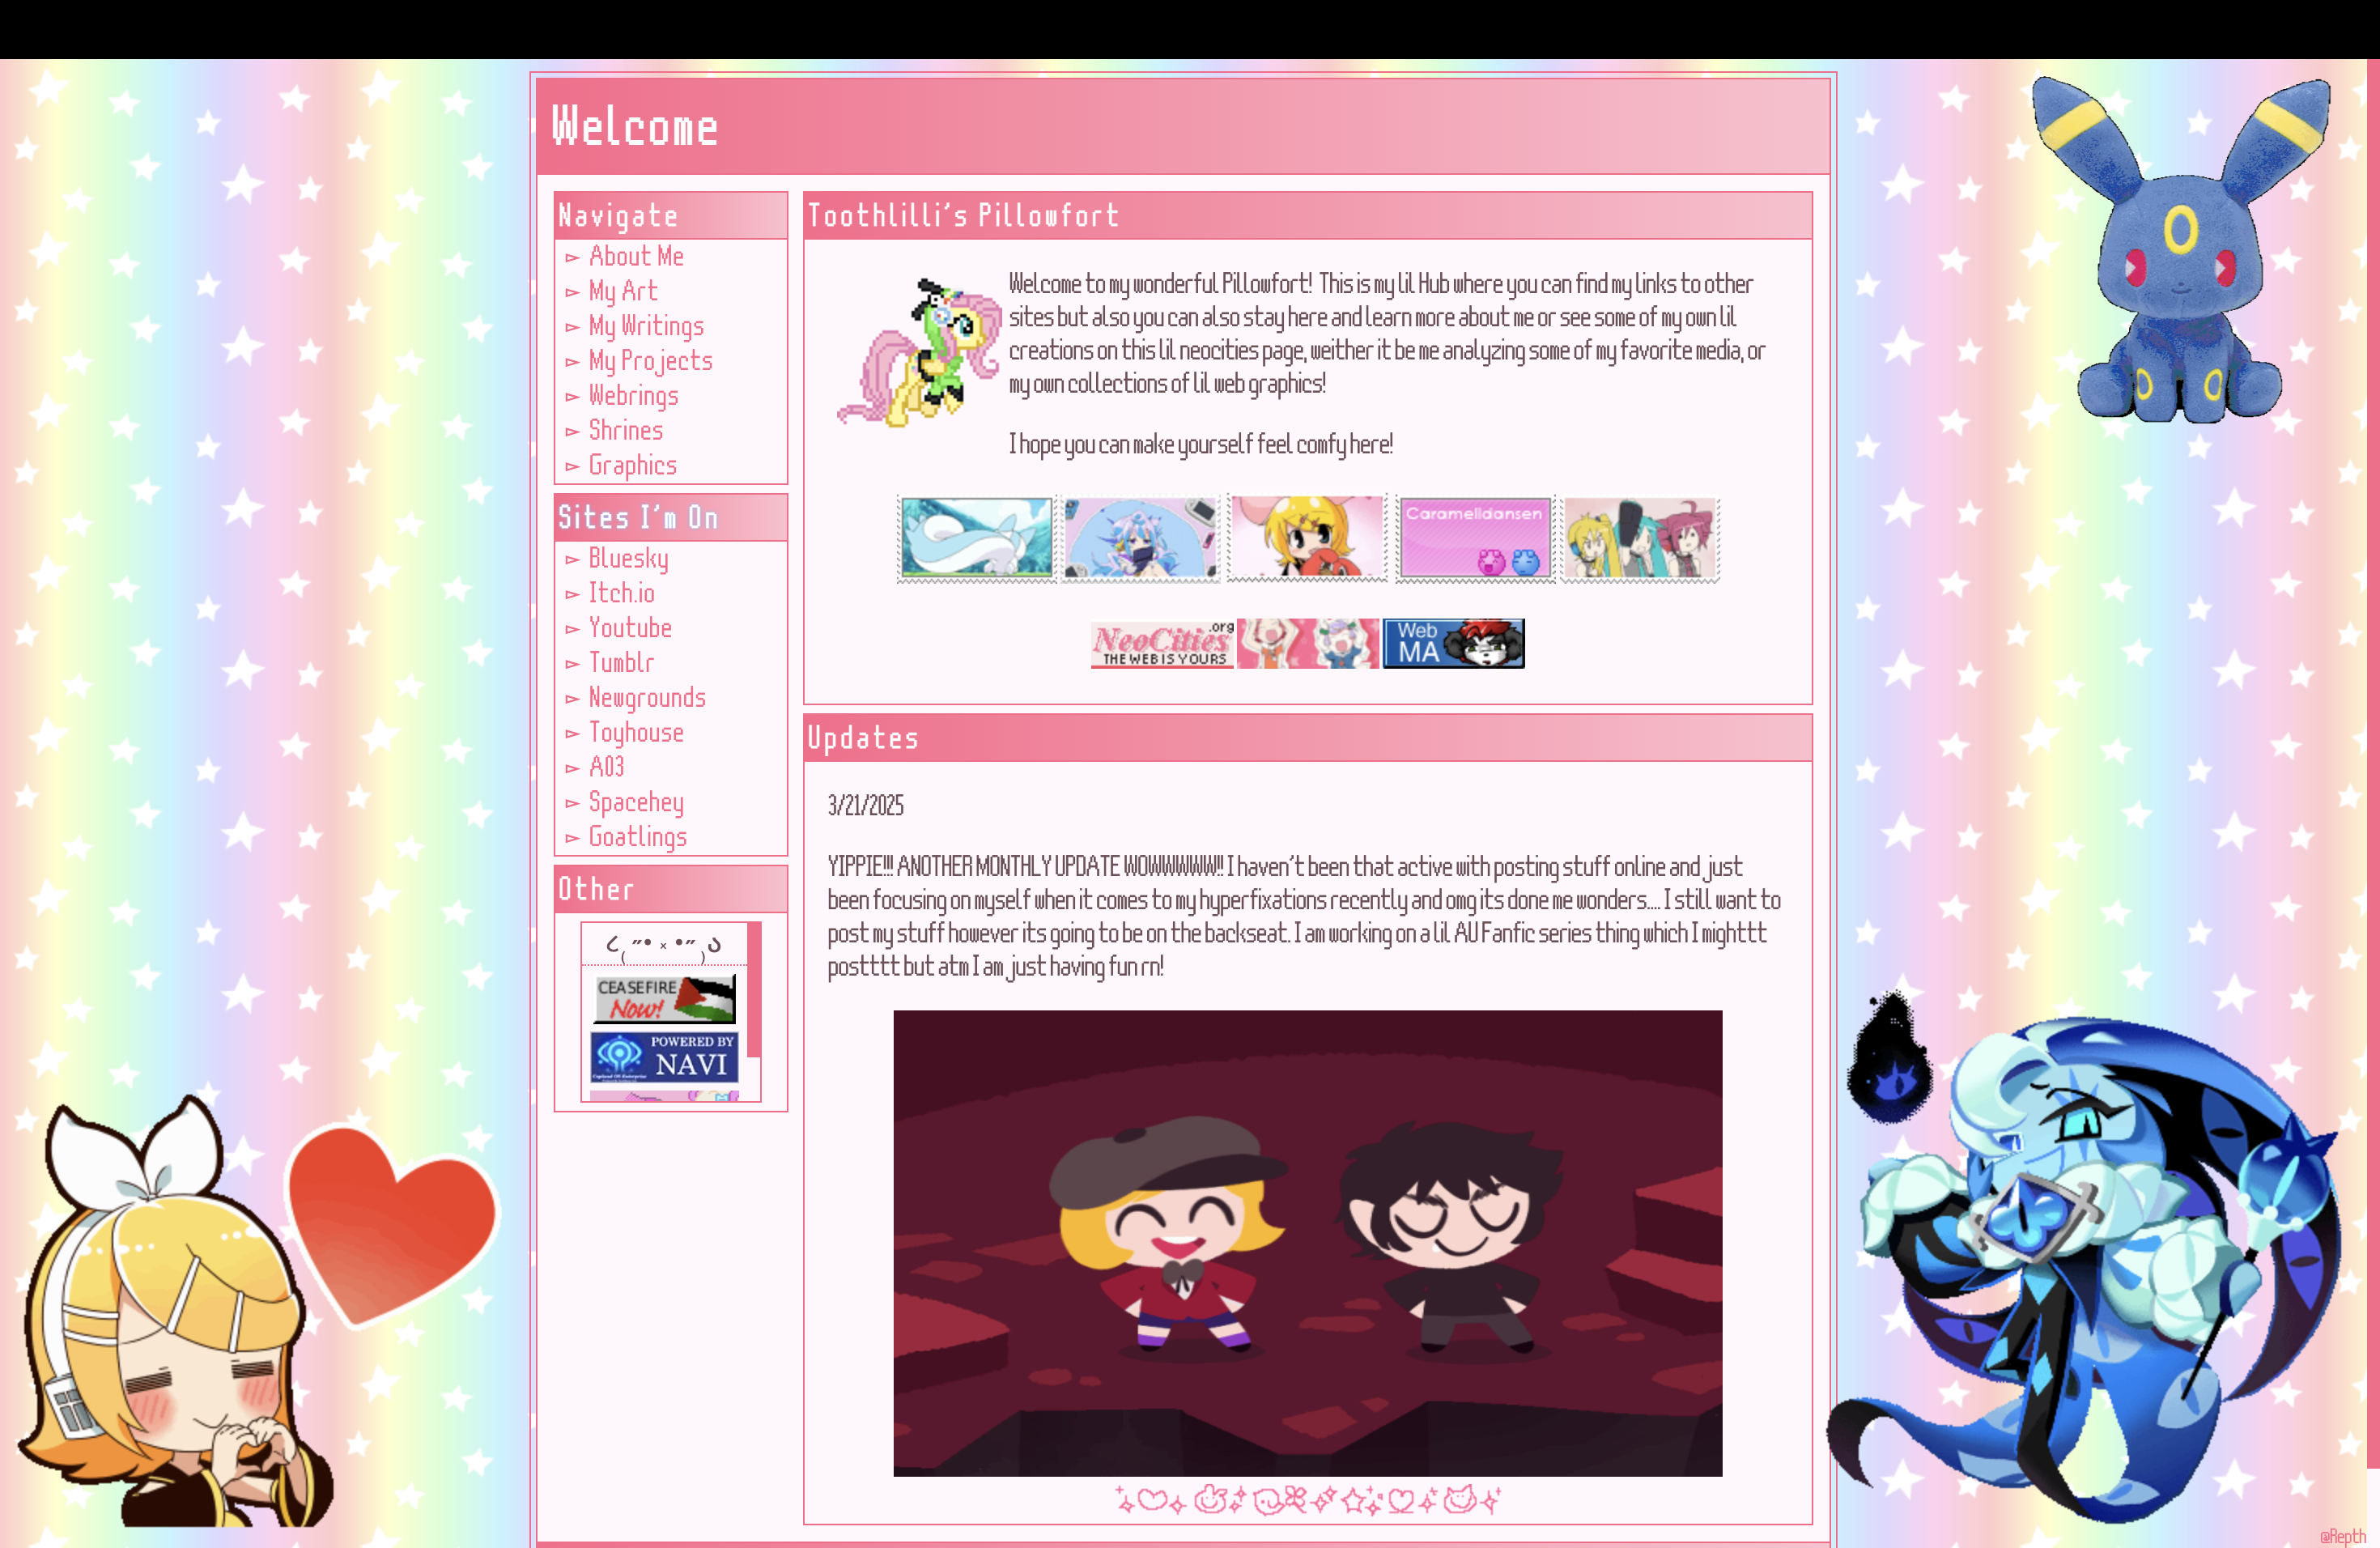 Welcome
Navigate
▻ About Me
▻ My Art
▻ My Writings
▻ My Projects
▻ Webrings
▻ Shrines
▻ Graphics
Sites I'm On
▻ Bluesky
▻ Itch.io
▻ Youtube
▻ Tumblr
▻ Newgrounds
▻ Toyhouse
▻ AO3
▻ Spacehey
▻ Goatlings
Other
CEASEFIRE
Now!
POWERED BY
NAVI
Toothlilli's Pillowfort
Welcome to my wonderful Pillowfort! This is my lil Hub where you can find my links to other
sites but also you can also stay here and learn more about me or see some of my own lil
creations on this lil neocities page, weither it be me analyzing some of my favorite media, or
my own collections of lil web graphics!
I hope you can make yourself feel comfy here!
Caramelldansen
NeoCities.org
THE WEB IS YOURS
Web
MA
Updates
3/21/2025
YIPPIE!!! ANOTHER MONTHLY UPDATE WOWWWWW!!! I haven't been that active with posting stuff online and just
been focusing on myself when it comes to my hyperfixations recently and omg its done me wonders.... I still want to
post my stuff however its going to be on the backseat. I am working on a lil AU Fanfic series thing which I mighttt
posttttt but atm I am just having fun rn!
@Repth